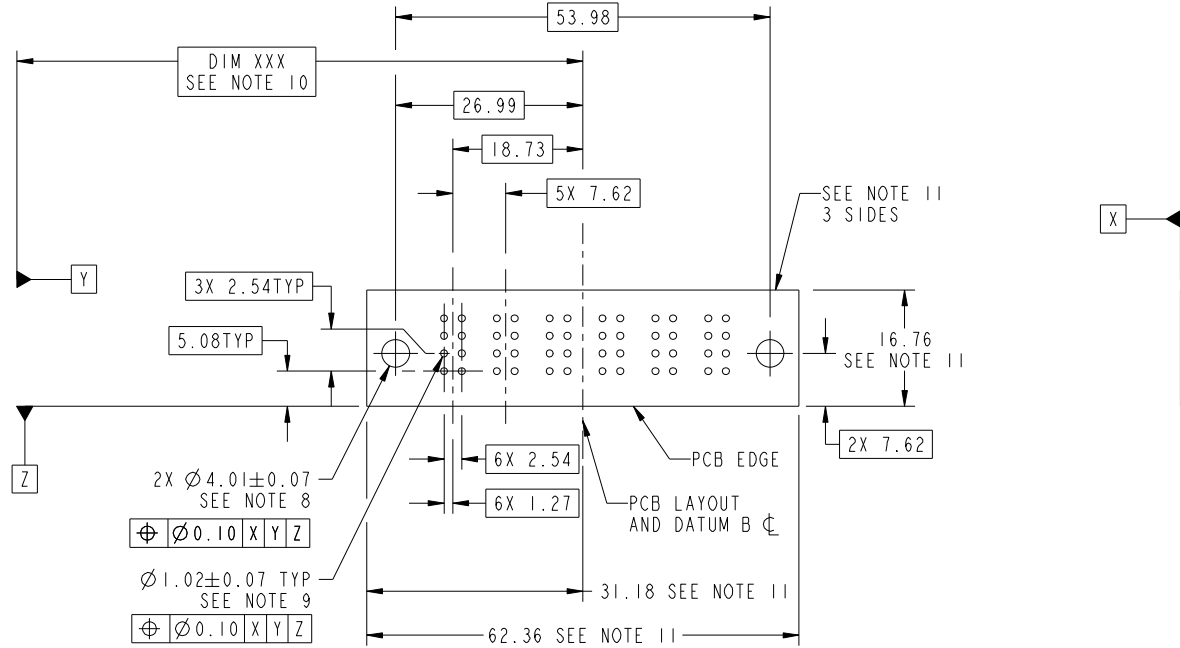 53.98
DIM XXX
SEE NOTE 10
26.99
18.73
5X 7.62
SEE NOTE 11
3 SIDES
X
Y
3X 2.54TYP
5.08TYP
16.76
SEE NOTE 11
Z
2X 7.62
6X 2.54
PCB EDGE
2X Ø4.01±0.07
SEE NOTE 8
6X 1.27
PCB LAYOUT
AND DATUM B ℄
⌖ Ø0.10 X Y Z
Ø1.02±0.07 TYP
SEE NOTE 9
31.18 SEE NOTE 11
⌖ Ø0.10 X Y Z
62.36 SEE NOTE 11